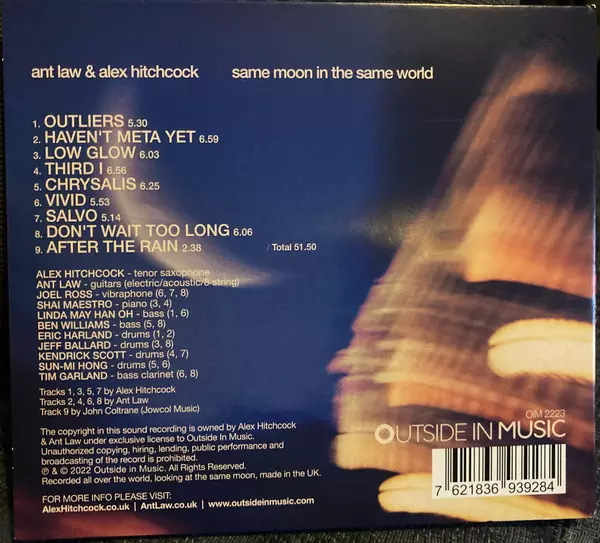 ant law & alex hitchcock same moon in the same world
1. OUTLIERS 5.30
2. HAVEN'T META YET 6.59
3. LOW GLOW 6.03
4. THIRD I 6.56
5. CHRYSALIS 6.25
6. VIVID 5.53
7. SALVO 5.14
8. DON'T WAIT TOO LONG 6.06
9. AFTER THE RAIN 2.38 / Total 51.50
ALEX HITCHCOCK - tenor saxophone
ANT LAW - guitars (electric/acoustic/8 string)
JOEL ROSS - vibraphone (6, 7, 8)
SHAI MAESTRO - piano (3, 4)
LINDA MAY HAN OH - bass (1, 6)
BEN WILLIAMS - bass (5, 8)
ERIC HARLAND - drums (1, 2)
JEFF BALLARD - drums (3, 8)
KENDRICK SCOTT - drums (4, 7)
SUN-MI HONG - drums (5, 6)
TIM GARLAND - bass clarinet (6, 8)
Tracks 1, 3, 5, 7 by Alex Hitchcock
Tracks 2, 4, 6, 8 by Ant Law
Track 9 by John Coltrane (Jowcol Music)
The copyright in this sound recording is owned by Alex Hitchcock
& Ant Law under exclusive license to Outside In Music.
Unauthorized copying, hiring, lending, public performance and
broadcasting of the record is prohibited.
℗ & © 2022 Outside in Music. All Rights Reserved.
Recorded all over the world, looking at the same moon, made in the UK.
FOR MORE INFO PLEASE VISIT:
AlexHitchcock.co.uk | AntLaw.co.uk | www.outsideinmusic.com
OiM 2223
OUTSIDE IN MUSIC
7 621836 939284